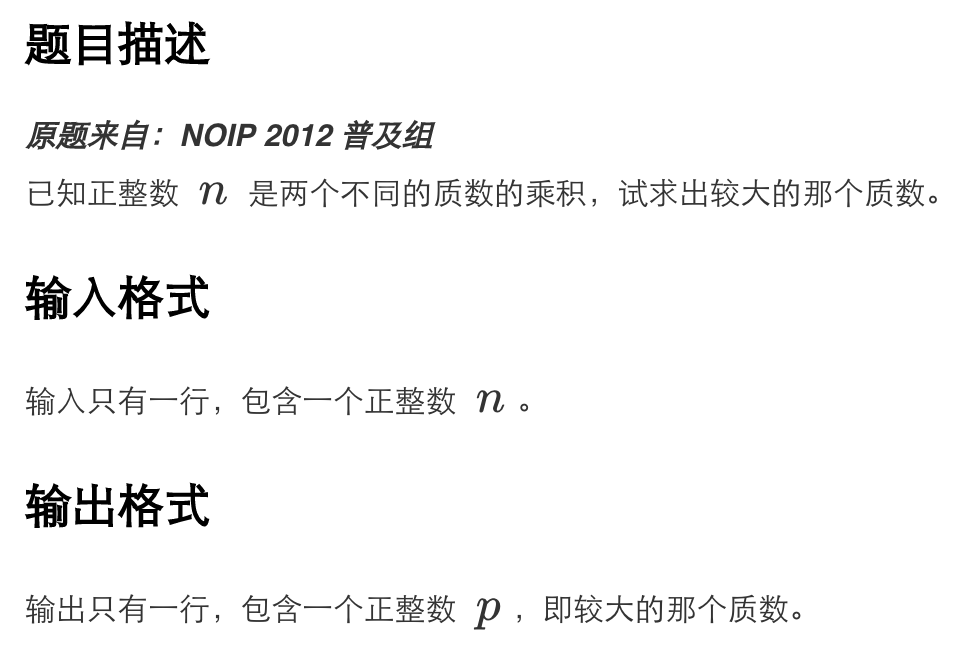 题目描述
原题来自：NOIP 2012 普及组
已知正整数 n 是两个不同的质数的乘积，试求出较大的那个质数。
输入格式
输入只有一行，包含一个正整数 n 。
输出格式
输出只有一行，包含一个正整数 p ，即较大的那个质数。